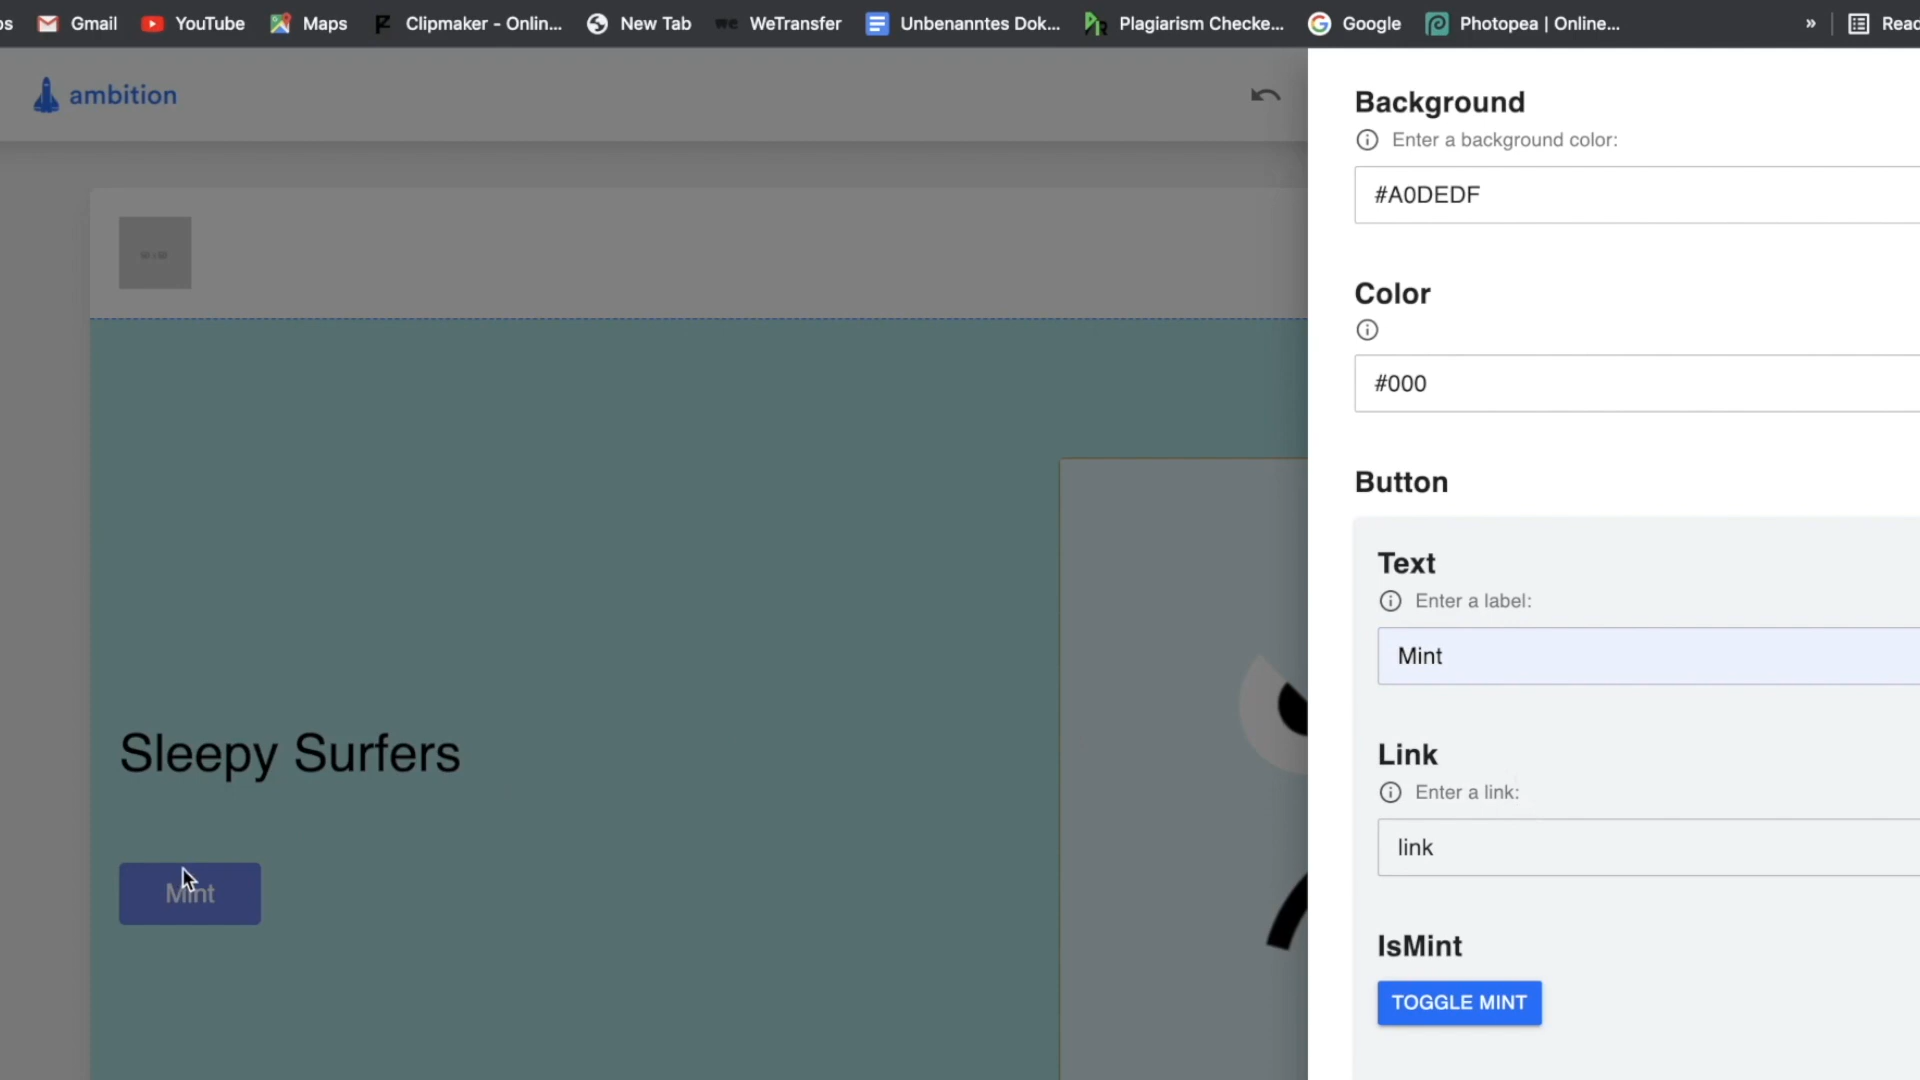 os Gmail YouTube Maps Clipmaker - Onlin... New Tab WeTransfer Unbenanntes Dok... Plagiarism Checke... Google Photopea | Online... » Read
ambition
Background
Enter a background color:
#A0DEDF
Color
#000
Button
Text
Enter a label:
Mint
Link
Enter a link:
link
IsMint
TOGGLE MINT
Sleepy Surfers
Mint